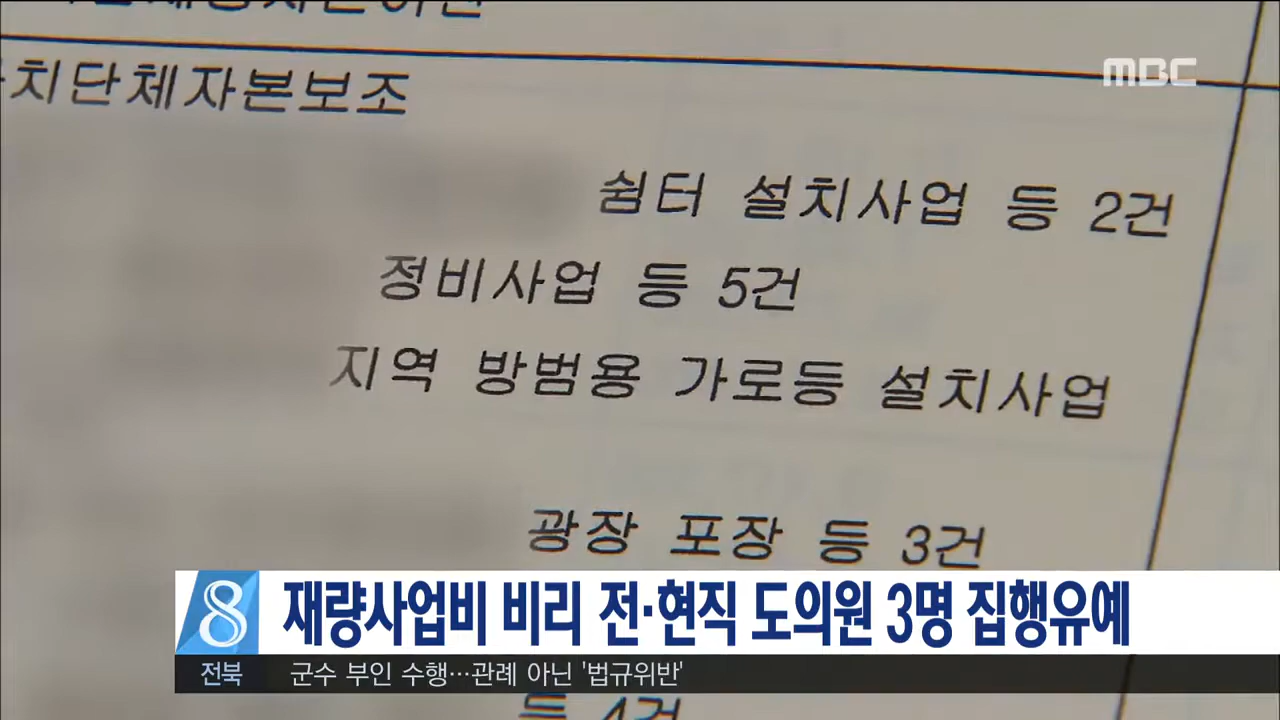 MBC
치단체자본보조
쉼터 설치사업 등 2건
정비사업 등 5건
지역 방범용 가로등 설치사업
광장 포장 등 3건
8 재량사업비 비리 전·현직 도의원 3명 집행유예
전북 군수 부인 수행...관례 아닌 '법규위반'
등 4건